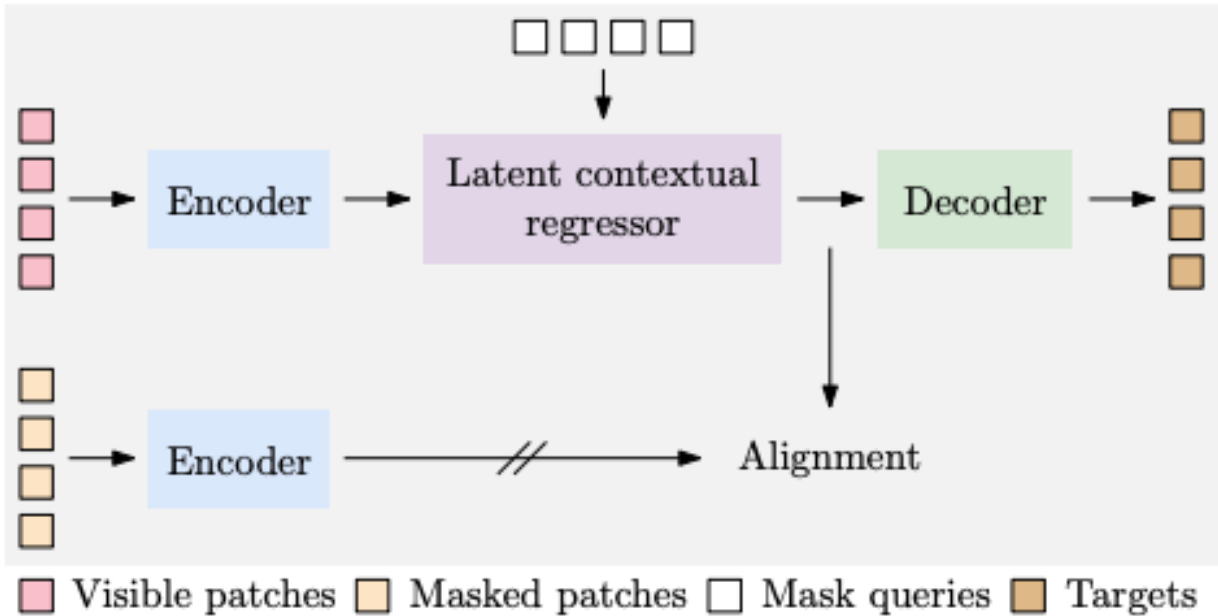 Latent contextual
regressor
Encoder
Decoder
Encoder
Alignment
Visible patches
Masked patches
Mask queries
Targets